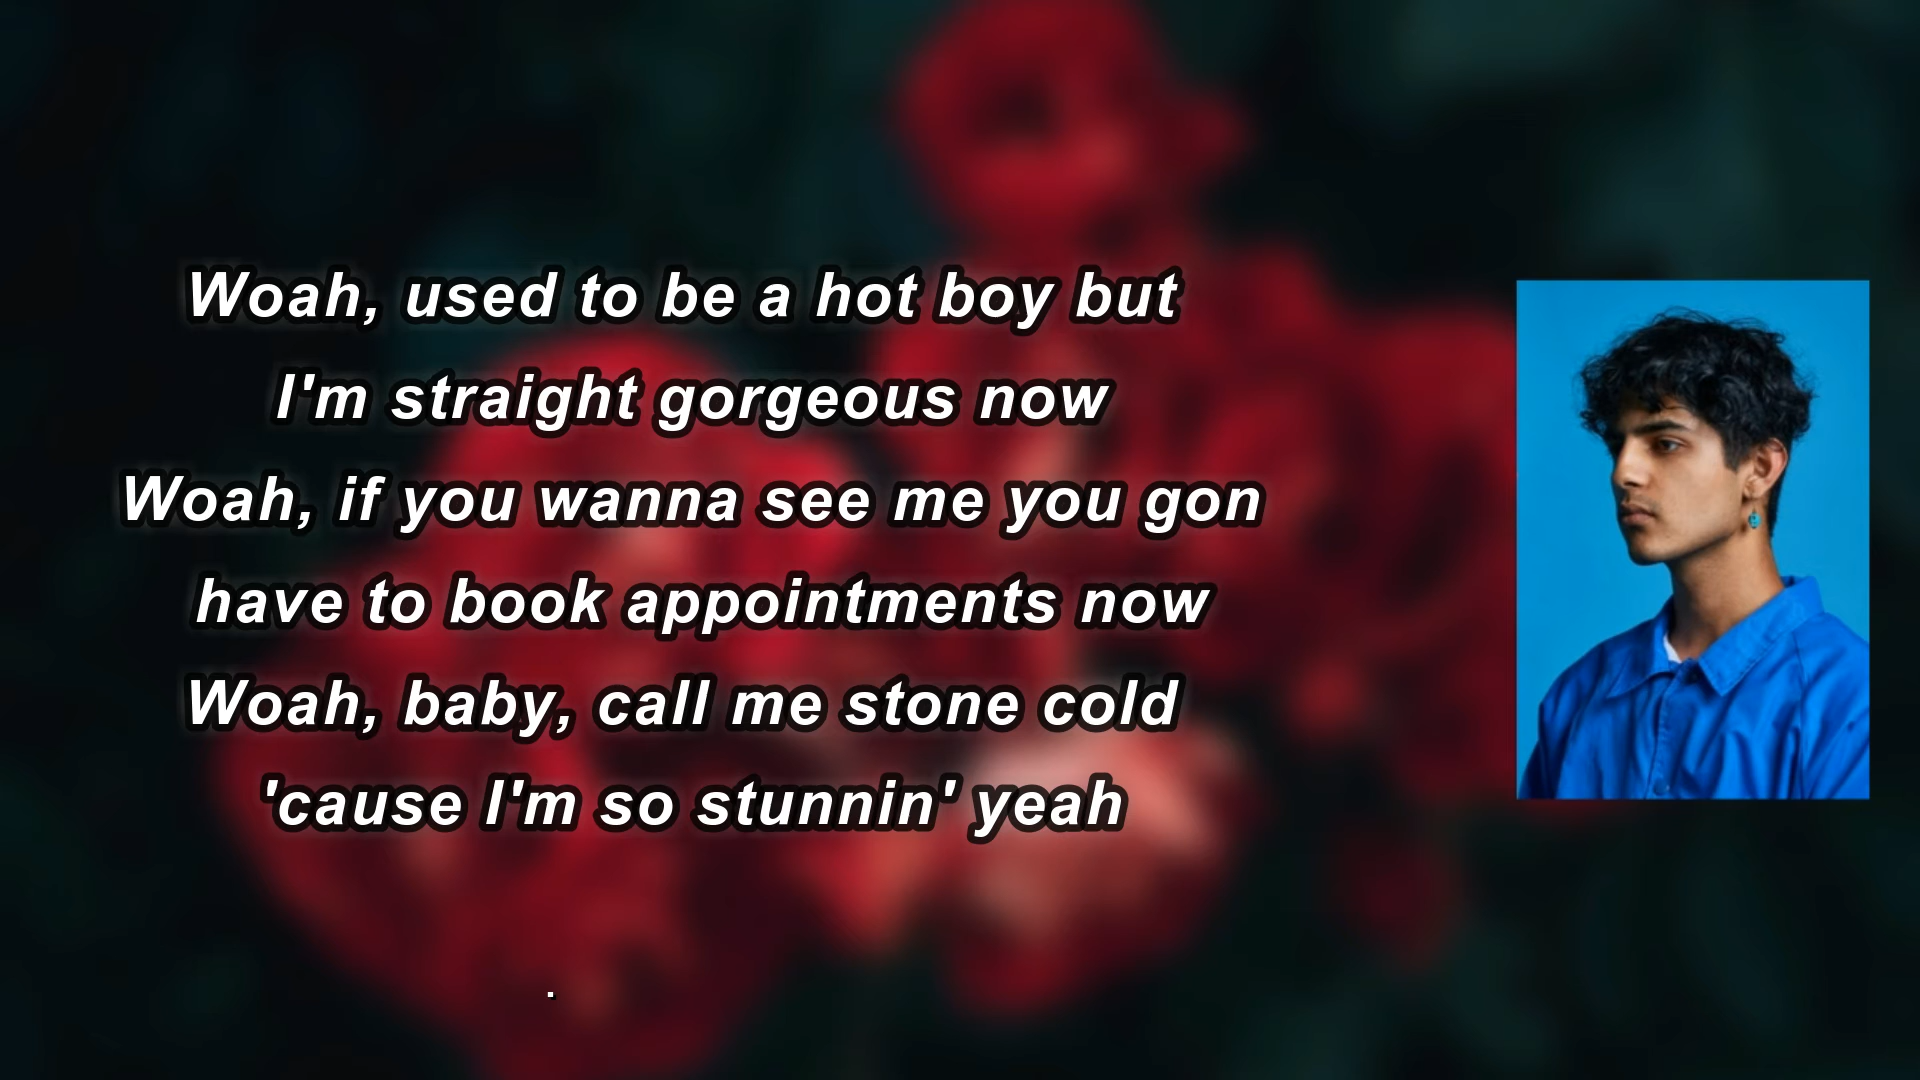 Woah, used to be a hot boy but
I'm straight gorgeous now
Woah, if you wanna see me you gon
have to book appointments now
Woah, baby, call me stone cold
'cause I'm so stunnin' yeah
.